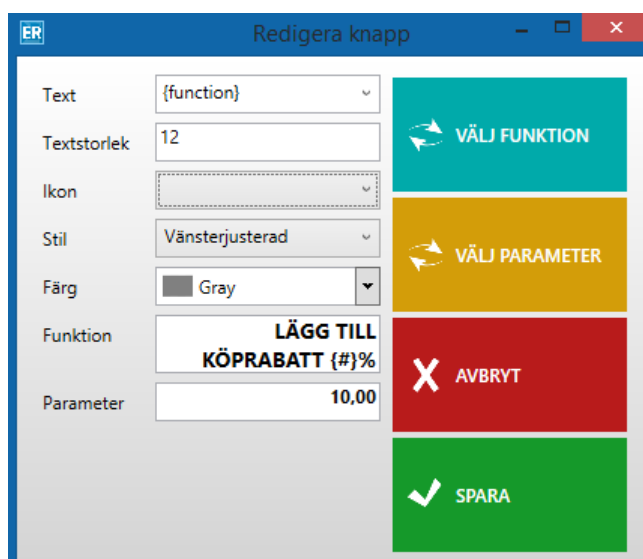 ER Redigera knapp
Text {function}
Textstorlek 12
Ikon
Stil Vänsterjusterad
Färg Gray
Funktion LÄGG TILL
KÖPRABATT {#}%
Parameter 10,00
VÄLJ FUNKTION
VÄLJ PARAMETER
AVBRYT
SPARA